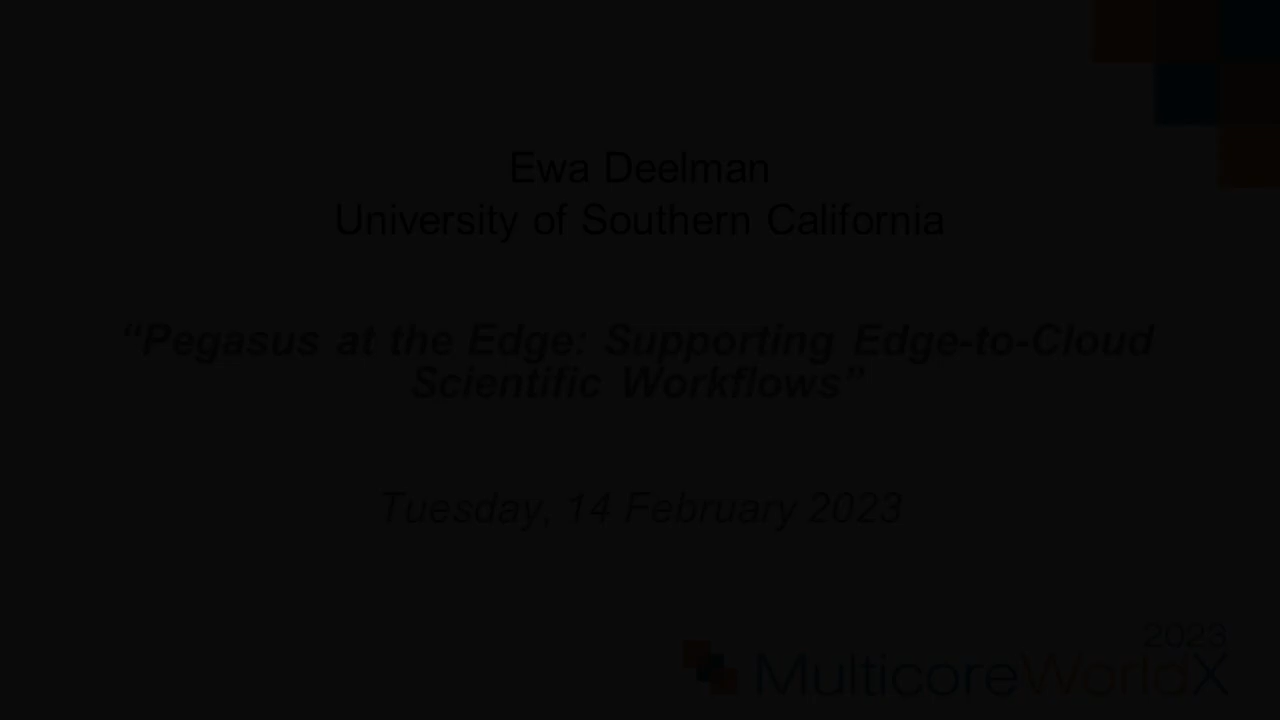 Ewa Deelman
University of Southern California
“Pegasus at the Edge: Supporting Edge-to-Cloud
Scientific Workflows”
Tuesday, 14 February 2023
2023
MulticoreWorldX